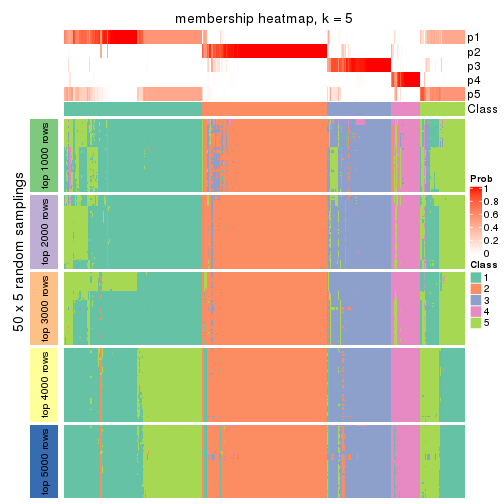 membership heatmap, k = 5
p1
p2
p3
p4
p5
Class
50 x 5 random samplings
top 1000 rows
top 2000 rows
top 3000 rows
top 4000 rows
top 5000 rows
Prob
1
0.8
0.6
0.4
0.2
0
Class
1
2
3
4
5